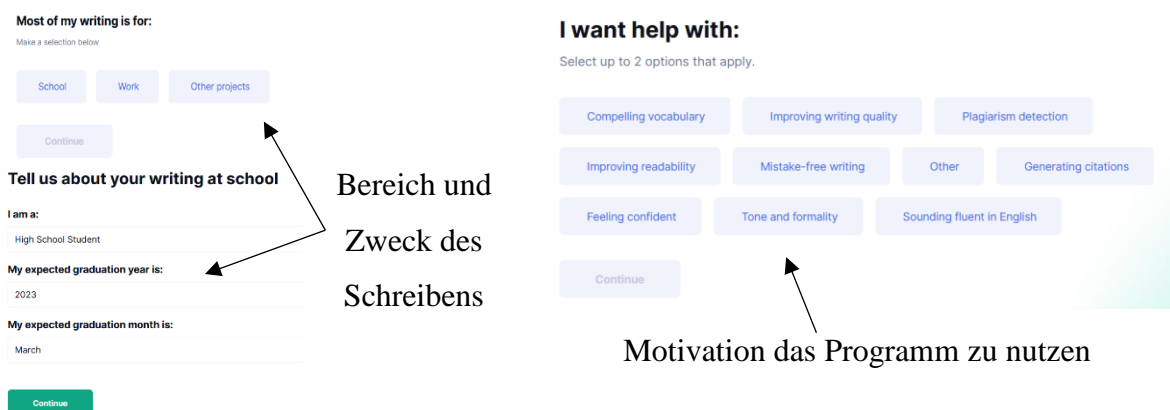 Most of my writing is for:
Make a selection below
School Work Other projects
Continue
Tell us about your writing at school
I am a:
High School Student
My expected graduation year is:
2023
My expected graduation month is:
March
Continue
Bereich und
Zweck des
Schreibens
I want help with:
Select up to 2 options that apply.
Compelling vocabulary Improving writing quality Plagiarism detection
Improving readability Mistake-free writing Other Generating citations
Feeling confident Tone and formality Sounding fluent in English
Continue
Motivation das Programm zu nutzen